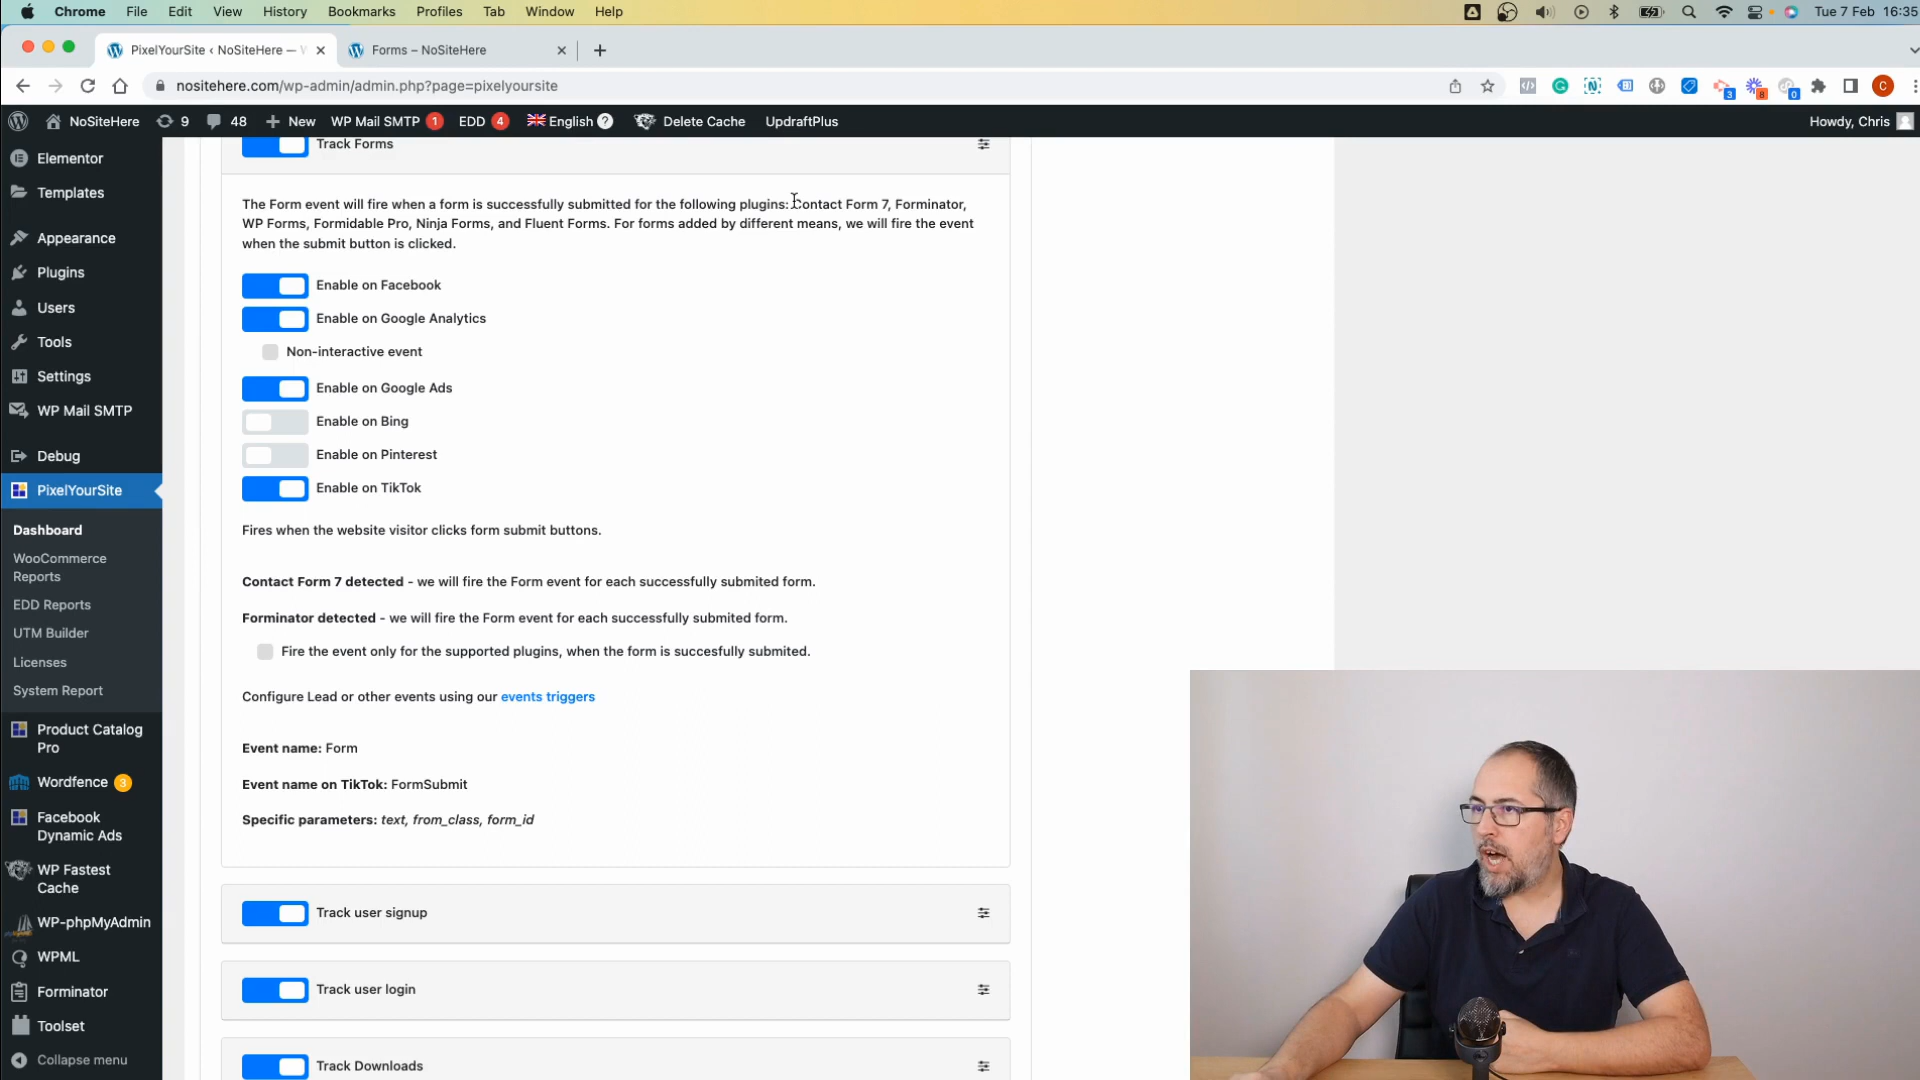 Chrome File Edit View History Bookmarks Profiles Tab Window Help Tue 7 Feb 16:35
PixelYourSite ‹ NoSiteHere — W Forms – NoSiteHere
nositehere.com/wp-admin/admin.php?page=pixelyoursite
3 8 0 C
NoSiteHere 9 48 New WP Mail SMTP 1 EDD 4 English ? Delete Cache UpdraftPlus Howdy, Chris
Elementor
Templates
Appearance
Plugins
Users
Tools
Settings
WP Mail SMTP
Debug
PixelYourSite
Dashboard
WooCommerce
Reports
EDD Reports
UTM Builder
Licenses
System Report
Product Catalog
Pro
Wordfence 3
Facebook
Dynamic Ads
WP Fastest
Cache
WP-phpMyAdmin
WPML
Forminator
Toolset
Collapse menu
Track Forms
The Form event will fire when a form is successfully submitted for the following plugins: Contact Form 7, Forminator,
WP Forms, Formidable Pro, Ninja Forms, and Fluent Forms. For forms added by different means, we will fire the event
when the submit button is clicked.
Enable on Facebook
Enable on Google Analytics
Non-interactive event
Enable on Google Ads
Enable on Bing
Enable on Pinterest
Enable on TikTok
Fires when the website visitor clicks form submit buttons.
Contact Form 7 detected - we will fire the Form event for each successfully submited form.
Forminator detected - we will fire the Form event for each successfully submited form.
Fire the event only for the supported plugins, when the form is succesfully submited.
Configure Lead or other events using our events triggers
Event name: Form
Event name on TikTok: FormSubmit
Specific parameters: text, from_class, form_id
Track user signup
Track user login
Track Downloads